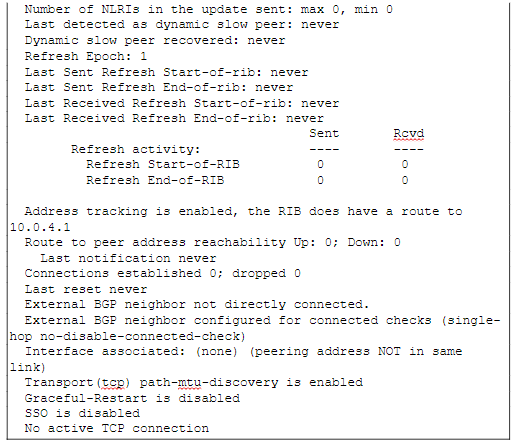 Number of NLRIs in the update sent: max 0, min 0
Last detected as dynamic slow peer: never
Dynamic slow peer recovered: never
Refresh Epoch: 1
Last Sent Refresh Start-of-rib: never
Last Sent Refresh End-of-rib: never
Last Received Refresh Start-of-rib: never
Last Received Refresh End-of-rib: never
Sent Rcvd
Refresh activity: ---- ----
Refresh Start-of-RIB 0 0
Refresh End-of-RIB 0 0
Address tracking is enabled, the RIB does have a route to
10.0.4.1
Route to peer address reachability Up: 0; Down: 0
Last notification never
Connections established 0; dropped 0
Last reset never
External BGP neighbor not directly connected.
External BGP neighbor configured for connected checks (single-
hop no-disable-connected-check)
Interface associated: (none) (peering address NOT in same
link)
Transport(tcp) path-mtu-discovery is enabled
Graceful-Restart is disabled
SSO is disabled
No active TCP connection